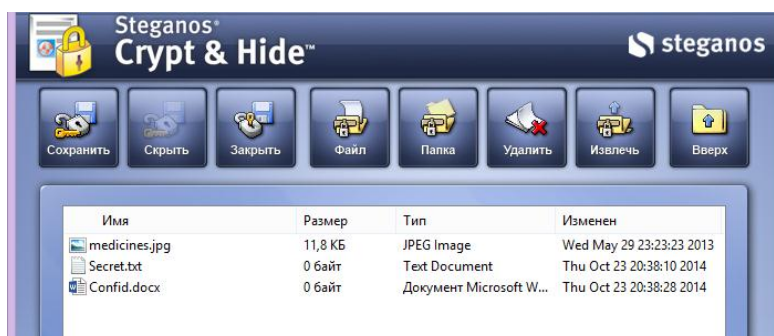 Steganos®
Crypt & Hide™
steganos
Сохранить Скрыть Закрыть Файл Папка Удалить Извлечь Вверх
Имя Размер Тип Изменен
medicines.jpg 11,8 КБ JPEG Image Wed May 29 23:23:23 2013
Secret.txt 0 байт Text Document Thu Oct 23 20:38:10 2014
Confid.docx 0 байт Документ Microsoft W... Thu Oct 23 20:38:28 2014